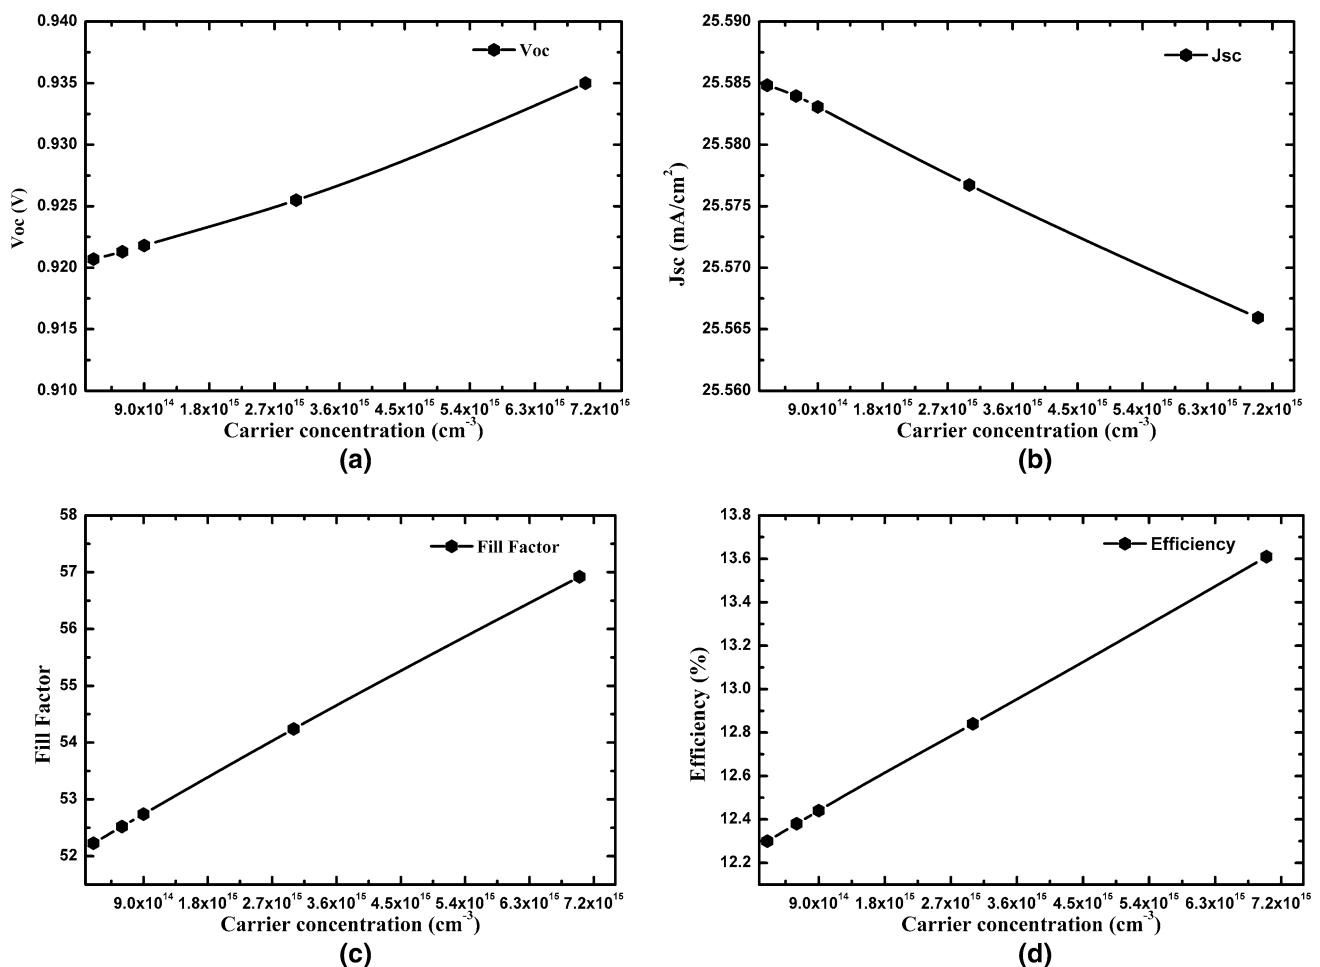 0.940
0.935
0.930
0.925
0.920
0.915
0.910
Voc (V)
Voc
9.0x10^14 1.8x10^15 2.7x10^15 3.6x10^15 4.5x10^15 5.4x10^15 6.3x10^15 7.2x10^15
Carrier concentration (cm^-3)
(a)
25.590
25.585
25.580
25.575
25.570
25.565
25.560
Jsc (mA/cm^2)
Jsc
9.0x10^14 1.8x10^15 2.7x10^15 3.6x10^15 4.5x10^15 5.4x10^15 6.3x10^15 7.2x10^15
Carrier concentration (cm^-3)
(b)
58
57
56
55
54
53
52
Fill Factor
Fill Factor
9.0x10^14 1.8x10^15 2.7x10^15 3.6x10^15 4.5x10^15 5.4x10^15 6.3x10^15 7.2x10^15
Carrier concentration (cm^-3)
(c)
13.8
13.6
13.4
13.2
13.0
12.8
12.6
12.4
12.2
Efficiency (%)
Efficiency
9.0x10^14 1.8x10^15 2.7x10^15 3.6x10^15 4.5x10^15 5.4x10^15 6.3x10^15 7.2x10^15
Carrier concentration (cm^-3)
(d)